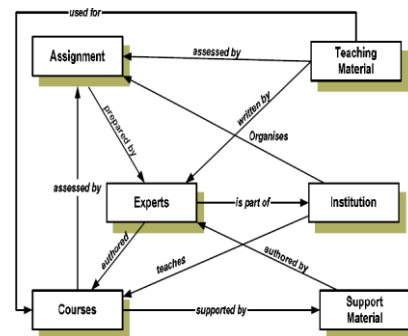 used for
Assignment
assessed by
Teaching
Material
prepared by
written by
Organises
assessed by
Experts
is part of
Institution
authored
teaches
authored by
Courses
supported by
Support
Material